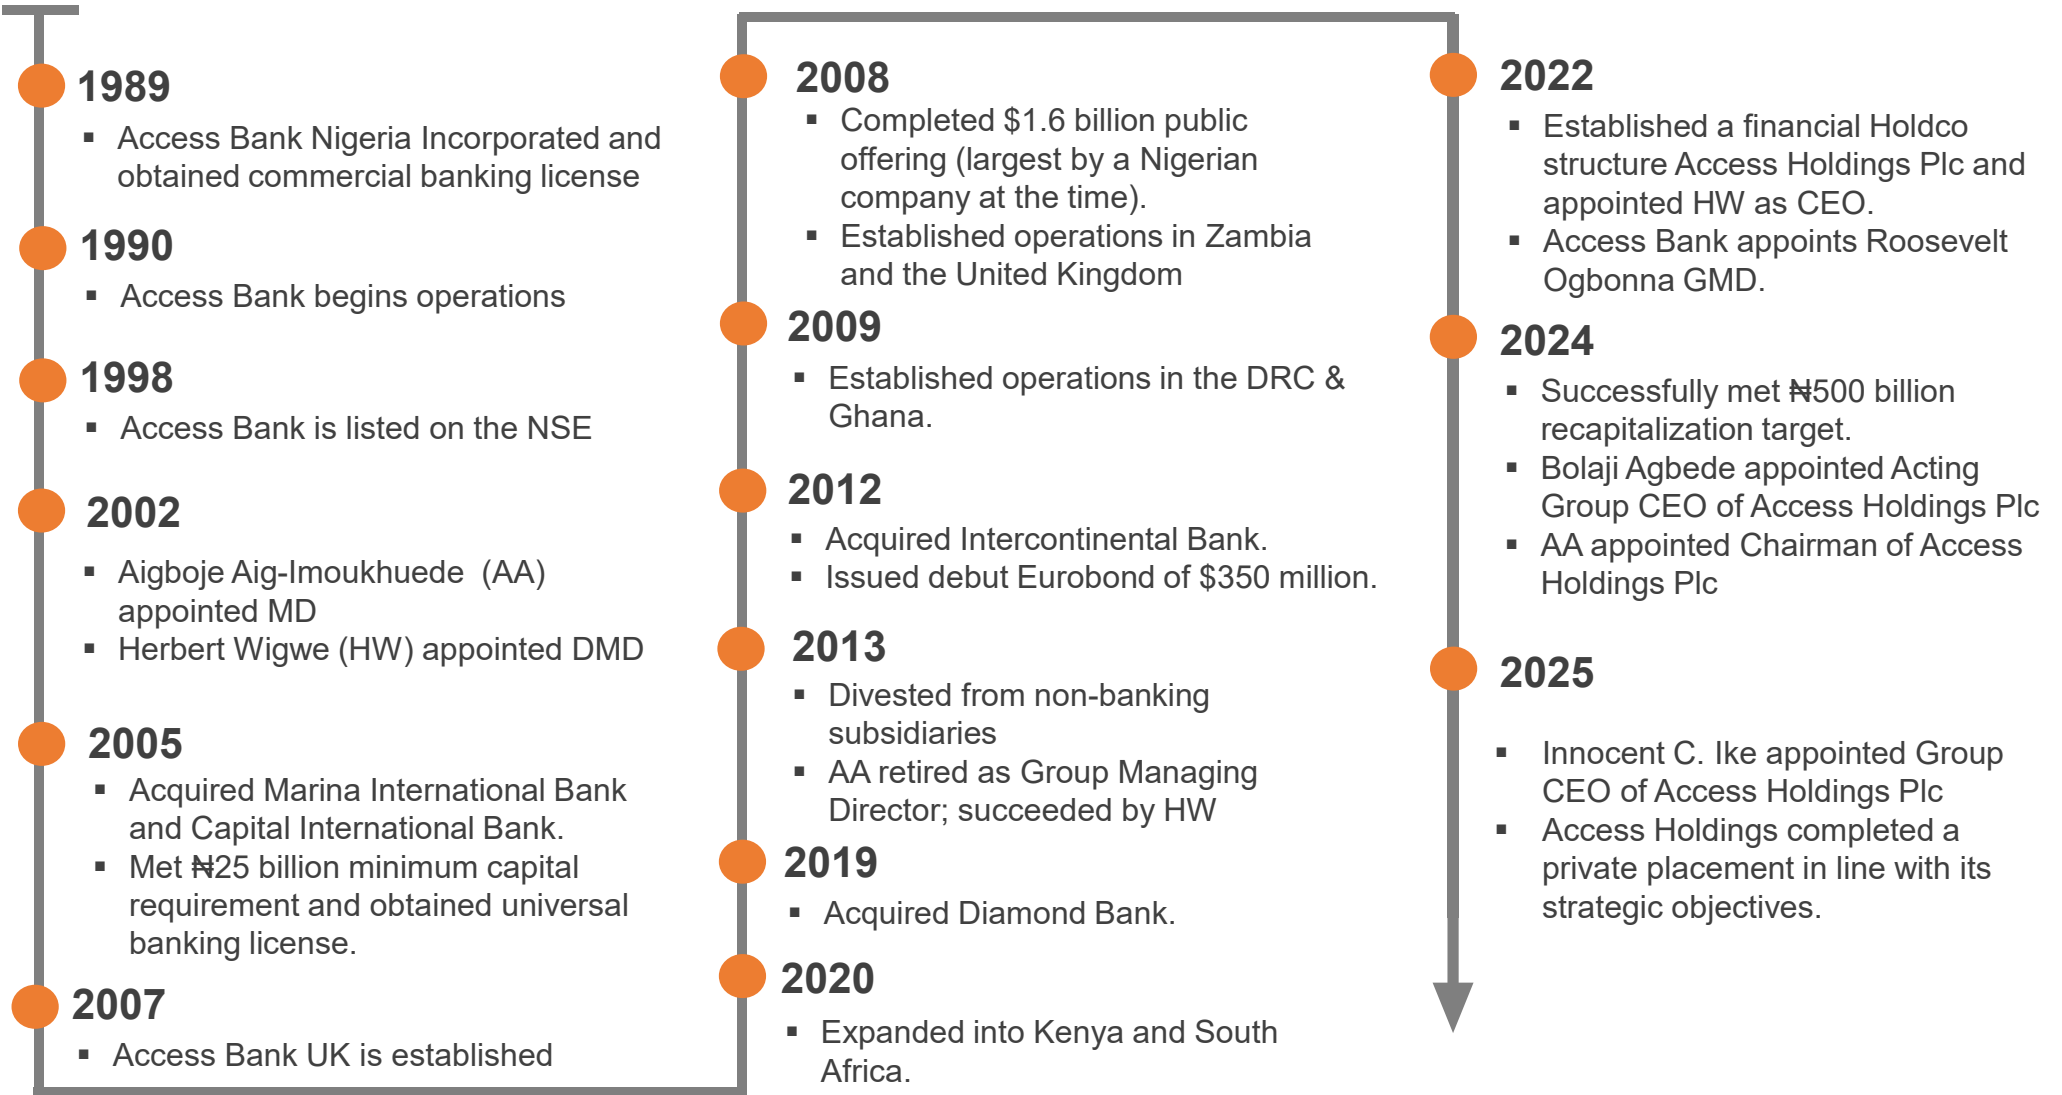 1989
▪ Access Bank Nigeria Incorporated and
obtained commercial banking license
1990
▪ Access Bank begins operations
1998
▪ Access Bank is listed on the NSE
2002
▪ Aigboje Aig-Imoukhuede (AA)
appointed MD
▪ Herbert Wigwe (HW) appointed DMD
2005
▪ Acquired Marina International Bank
and Capital International Bank.
▪ Met ₦25 billion minimum capital
requirement and obtained universal
banking license.
2007
▪ Access Bank UK is established
2008
▪ Completed $1.6 billion public
offering (largest by a Nigerian
company at the time).
▪ Established operations in Zambia
and the United Kingdom
2009
▪ Established operations in the DRC &
Ghana.
2012
▪ Acquired Intercontinental Bank.
▪ Issued debut Eurobond of $350 million.
2013
▪ Divested from non-banking
subsidiaries
▪ AA retired as Group Managing
Director; succeeded by HW
2019
▪ Acquired Diamond Bank.
2020
▪ Expanded into Kenya and South
Africa.
2022
▪ Established a financial Holdco
structure Access Holdings Plc and
appointed HW as CEO.
▪ Access Bank appoints Roosevelt
Ogbonna GMD.
2024
▪ Successfully met ₦500 billion
recapitalization target.
▪ Bolaji Agbede appointed Acting
Group CEO of Access Holdings Plc
▪ AA appointed Chairman of Access
Holdings Plc
2025
▪ Innocent C. Ike appointed Group
CEO of Access Holdings Plc
▪ Access Holdings completed a
private placement in line with its
strategic objectives.